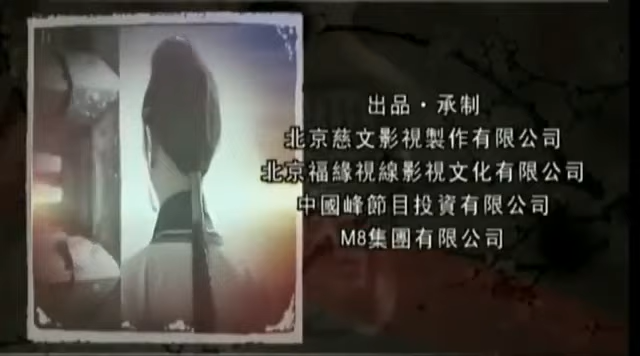 出品·承制
北京慈文影視製作有限公司
北京福緣視線影視文化有限公司
中國峰節目投資有限公司
M8集團有限公司